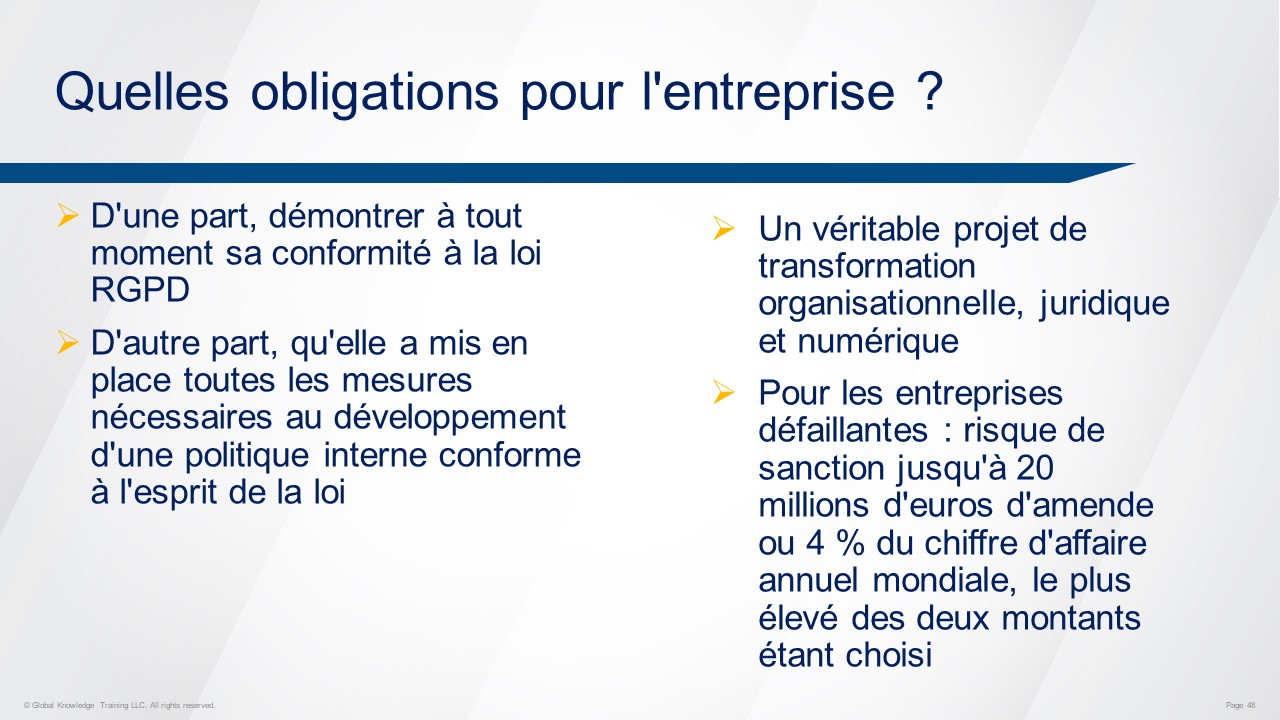 Quelles obligations pour l'entreprise ?
D'une part, démontrer à tout
moment sa conformité à la loi
RGPD
D'autre part, qu'elle a mis en
place toutes les mesures
nécessaires au développement
d'une politique interne conforme
à l'esprit de la loi
Un véritable projet de
transformation
organisationnelle, juridique
et numérique
Pour les entreprises
défaillantes : risque de
sanction jusqu'à 20
millions d'euros d'amende
ou 4 % du chiffre d'affaire
annuel mondiale, le plus
élevé des deux montants
étant choisi
© Global Knowledge Training LLC. All rights reserved.
Page 48